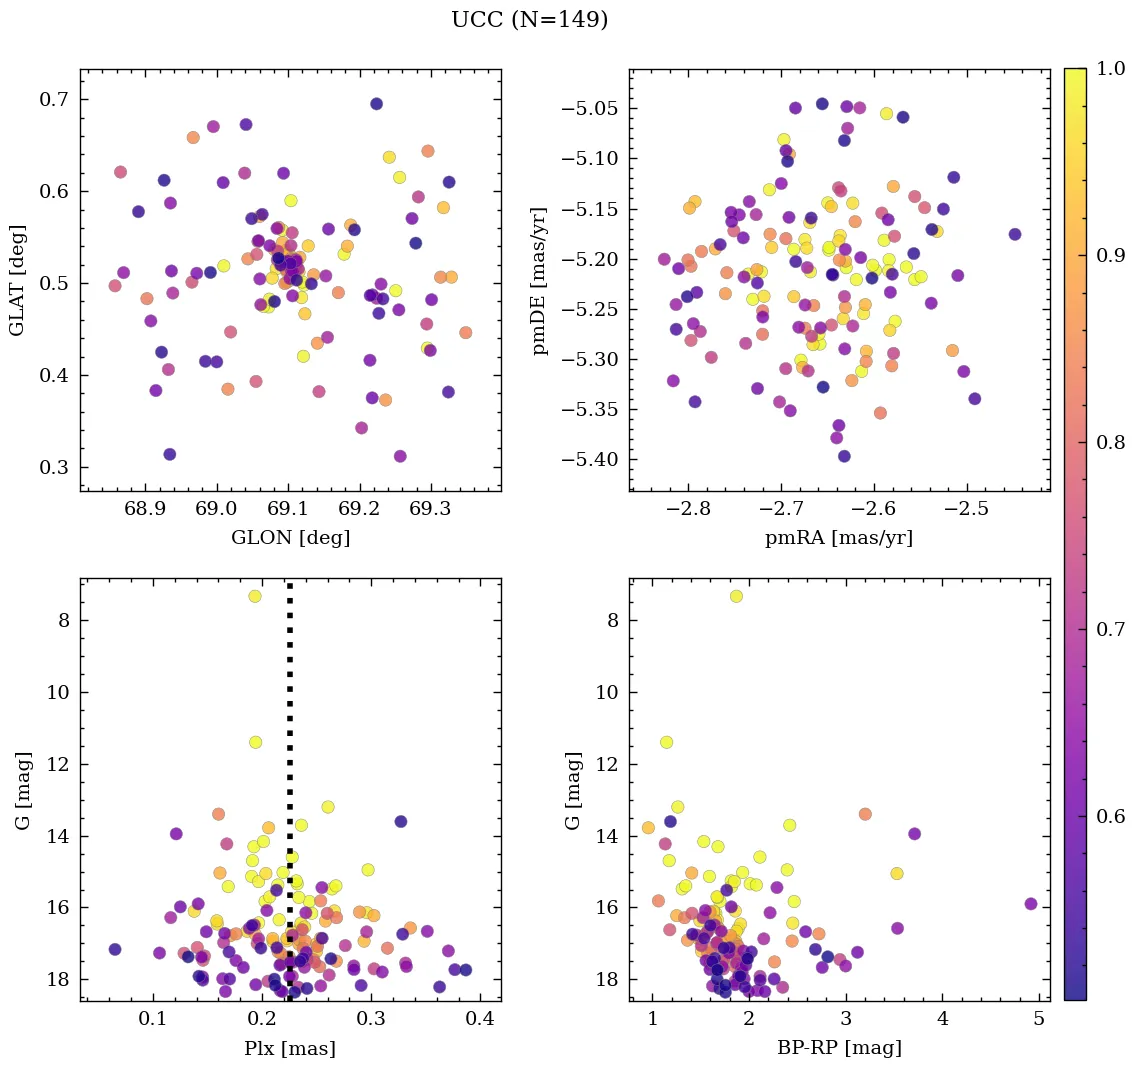 UCC (N=149)
0.7
0.6
0.5
0.4
0.3
GLAT [deg]
68.9 69.0 69.1 69.2 69.3
GLON [deg]
−5.05
−5.10
−5.15
−5.20
−5.25
−5.30
−5.35
−5.40
pmDE [mas/yr]
−2.8 −2.7 −2.6 −2.5
pmRA [mas/yr]
8
10
12
14
16
18
G [mag]
0.1 0.2 0.3 0.4
Plx [mas]
8
10
12
14
16
18
G [mag]
1 2 3 4 5
BP-RP [mag]
1.0
0.9
0.8
0.7
0.6